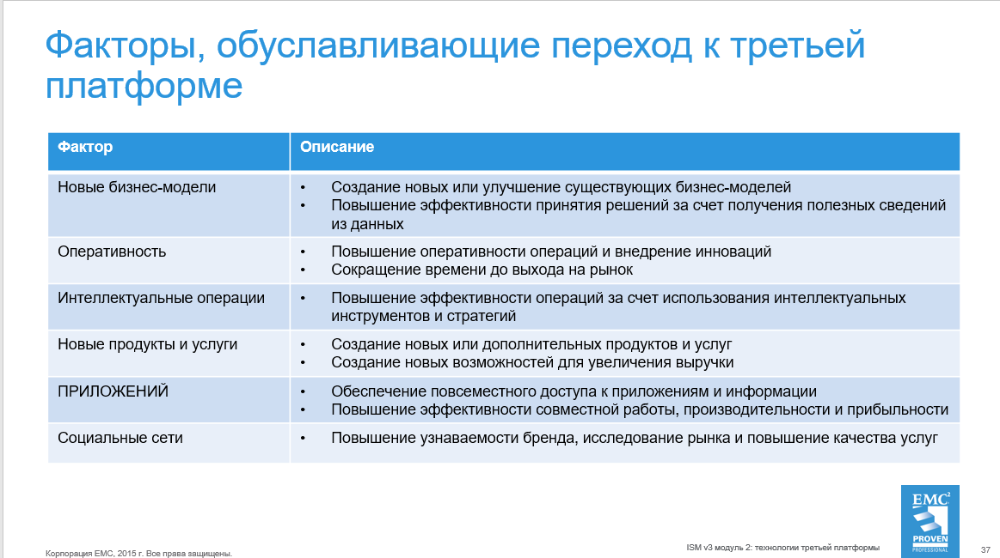 Факторы, обуславливающие переход к третьей
платформе
Фактор
Описание
Новые бизнес-модели
• Создание новых или улучшение существующих бизнес-моделей
• Повышение эффективности принятия решений за счет получения полезных сведений
из данных
Оперативность
• Повышение оперативности операций и внедрение инноваций
• Сокращение времени до выхода на рынок
Интеллектуальные операции
• Повышение эффективности операций за счет использования интеллектуальных
инструментов и стратегий
Новые продукты и услуги
• Создание новых или дополнительных продуктов и услуг
• Создание новых возможностей для увеличения выручки
ПРИЛОЖЕНИЙ
• Обеспечение повсеместного доступа к приложениям и информации
• Повышение эффективности совместной работы, производительности и прибыльности
Социальные сети
• Повышение узнаваемости бренда, исследование рынка и повышение качества услуг
EMC²
PROVEN
PROFESSIONAL
Корпорация EMC, 2015 г. Все права защищены.
ISM v3 модуль 2: технологии третьей платформы
37